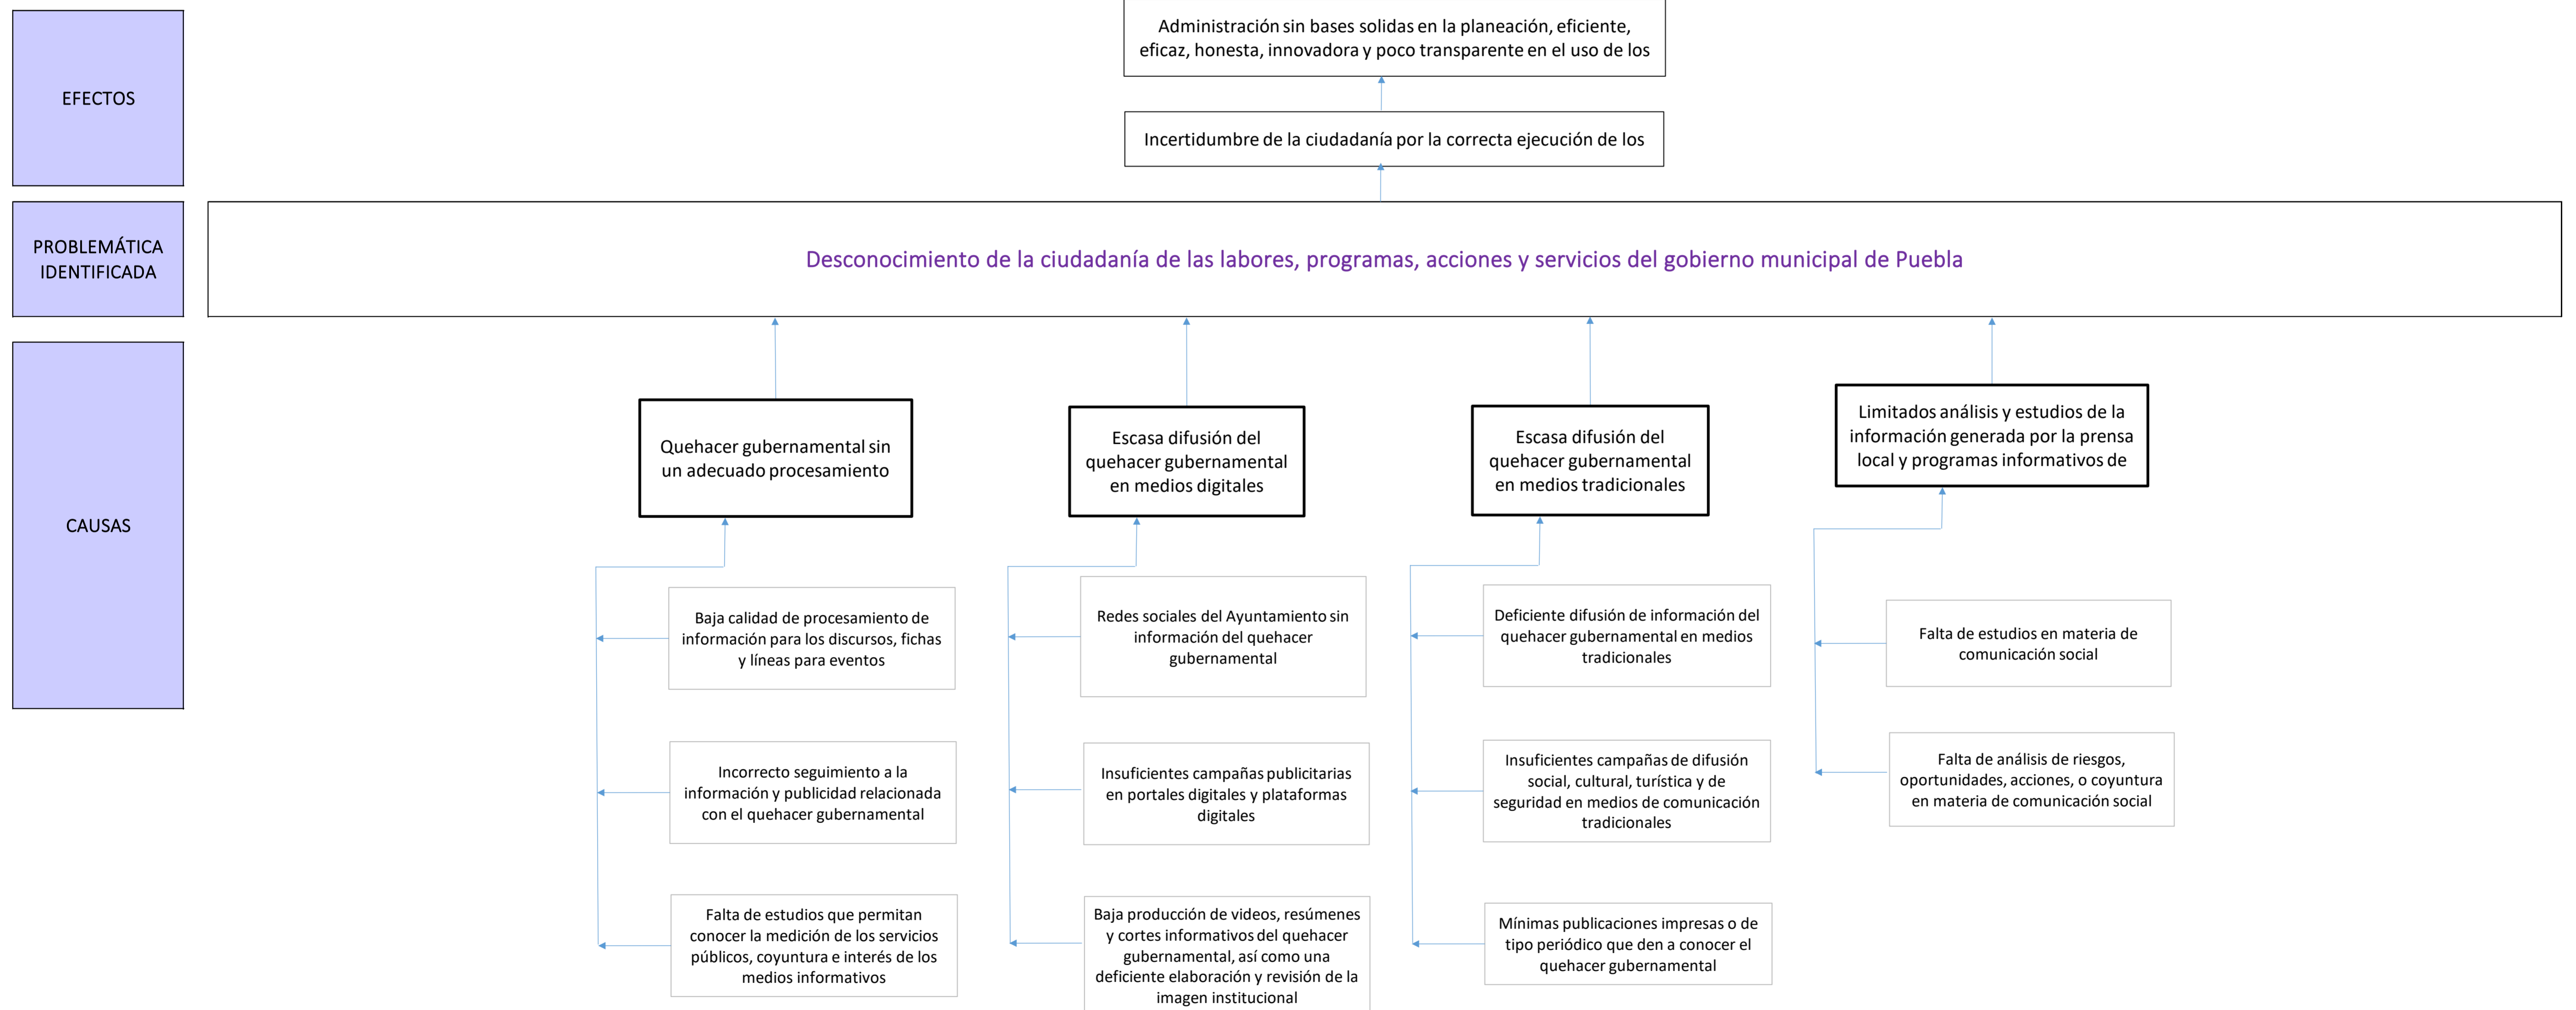 EFECTOS
Administración sin bases solidas en la planeación, eficiente,
eficaz, honesta, innovadora y poco transparente en el uso de los
Incertidumbre de la ciudadanía por la correcta ejecución de los
PROBLEMÁTICA
IDENTIFICADA
Desconocimiento de la ciudadanía de las labores, programas, acciones y servicios del gobierno municipal de Puebla
CAUSAS
Quehacer gubernamental sin
un adecuado procesamiento
Escasa difusión del
quehacer gubernamental
en medios digitales
Escasa difusión del
quehacer gubernamental
en medios tradicionales
Limitados análisis y estudios de la
información generada por la prensa
local y programas informativos de
Baja calidad de procesamiento de
información para los discursos, fichas
y líneas para eventos
Redes sociales del Ayuntamiento sin
información del quehacer
gubernamental
Deficiente difusión de información del
quehacer gubernamental en medios
tradicionales
Falta de estudios en materia de
comunicación social
Incorrecto seguimiento a la
información y publicidad relacionada
con el quehacer gubernamental
Insuficientes campañas publicitarias
en portales digitales y plataformas
digitales
Insuficientes campañas de difusión
social, cultural, turística y de
seguridad en medios de comunicación
tradicionales
Falta de análisis de riesgos,
oportunidades, acciones, o coyuntura
en materia de comunicación social
Falta de estudios que permitan
conocer la medición de los servicios
públicos, coyuntura e interés de los
medios informativos
Baja producción de videos, resúmenes
y cortes informativos del quehacer
gubernamental, así como una
deficiente elaboración y revisión de la
imagen institucional
Mínimas publicaciones impresas o de
tipo periódico que den a conocer el
quehacer gubernamental